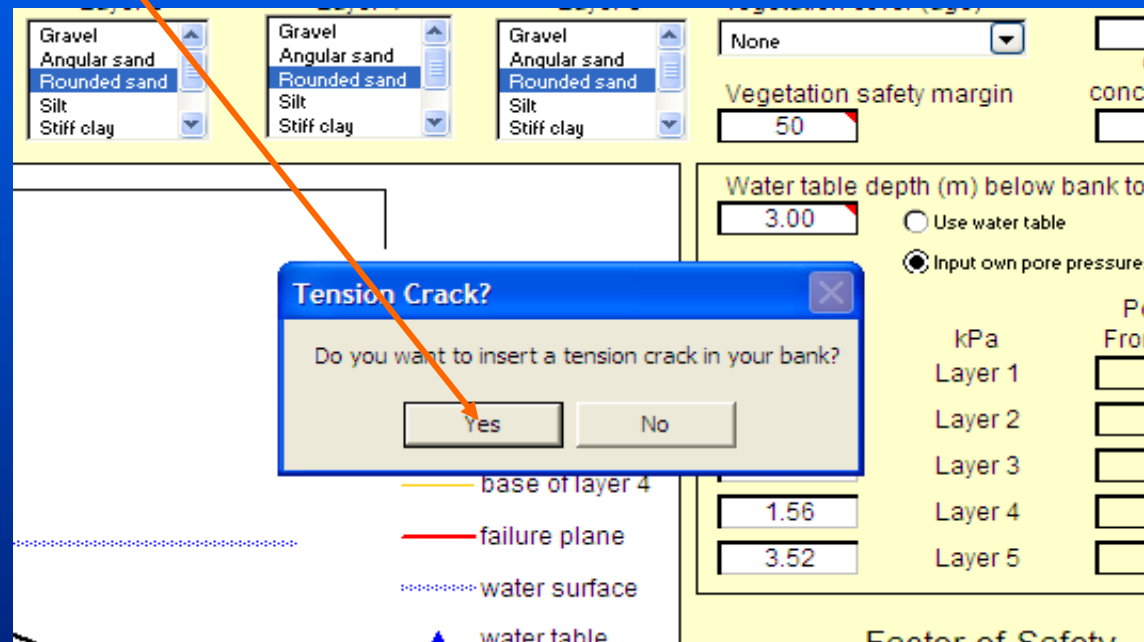 Gravel
Angular sand
Rounded sand
Silt
Stiff clay
Gravel
Angular sand
Rounded sand
Silt
Stiff clay
Gravel
Angular sand
Rounded sand
Silt
Stiff clay
None
Vegetation safety margin
50
conc
Water table depth (m) below bank to
3.00
Use water table
Input own pore pressure
Tension Crack?
Do you want to insert a tension crack in your bank?
Yes
No
kPa
Layer 1
Layer 2
Layer 3
1.56
Layer 4
3.52
Layer 5
base of layer 4
failure plane
water surface
water table
Factor of Safety